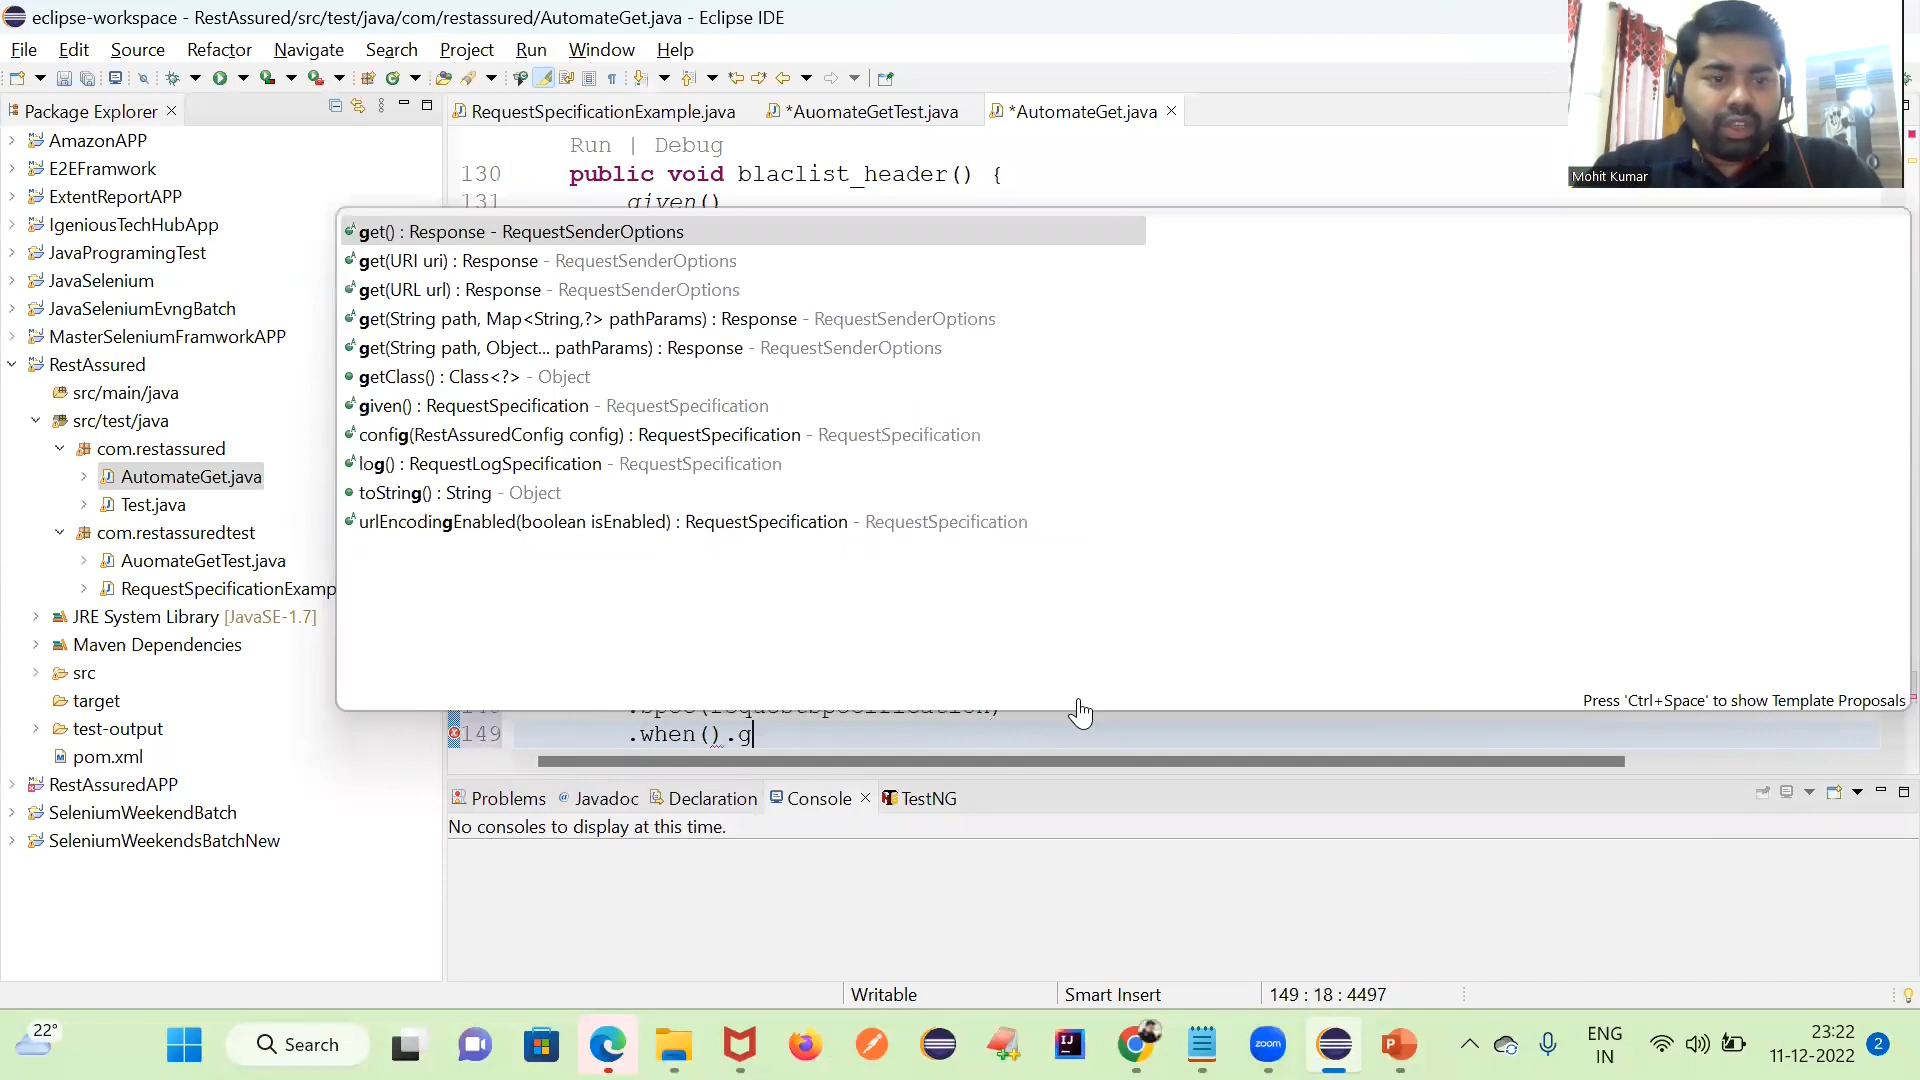 eclipse-workspace - RestAssured/src/test/java/com/restassured/AutomateGet.java - Eclipse IDE
File Edit Source Refactor Navigate Search Project Run Window Help
Mohit Kumar
Package Explorer
RequestSpecificationExample.java
*AuomateGetTest.java
*AutomateGet.java
AmazonAPP
E2EFramwork
ExtentReportAPP
IgeniousTechHubApp
JavaProgramingTest
JavaSelenium
JavaSeleniumEvngBatch
MasterSeleniumFramworkAPP
RestAssured
src/main/java
src/test/java
com.restassured
AutomateGet.java
Test.java
com.restassuredtest
AuomateGetTest.java
RequestSpecificationExamp
JRE System Library [JavaSE-1.7]
Maven Dependencies
src
target
test-output
pom.xml
RestAssuredAPP
SeleniumWeekendBatch
SeleniumWeekendsBatchNew
Run | Debug
130 public void blaclist_header() {
131 given()
get() : Response - RequestSenderOptions
get(URI uri) : Response - RequestSenderOptions
get(URL url) : Response - RequestSenderOptions
get(String path, Map<String,?> pathParams) : Response - RequestSenderOptions
get(String path, Object... pathParams) : Response - RequestSenderOptions
getClass() : Class<?> - Object
given() : RequestSpecification - RequestSpecification
config(RestAssuredConfig config) : RequestSpecification - RequestSpecification
log() : RequestLogSpecification - RequestSpecification
toString() : String - Object
urlEncodingEnabled(boolean isEnabled) : RequestSpecification - RequestSpecification
Press 'Ctrl+Space' to show Template Proposals
.spec(requestSpecification)
149 .when().g
Problems Javadoc Declaration Console TestNG
No consoles to display at this time.
Writable Smart Insert 149 : 18 : 4497
22°
Search
zoom
ENG
IN
23:22
11-12-2022
2